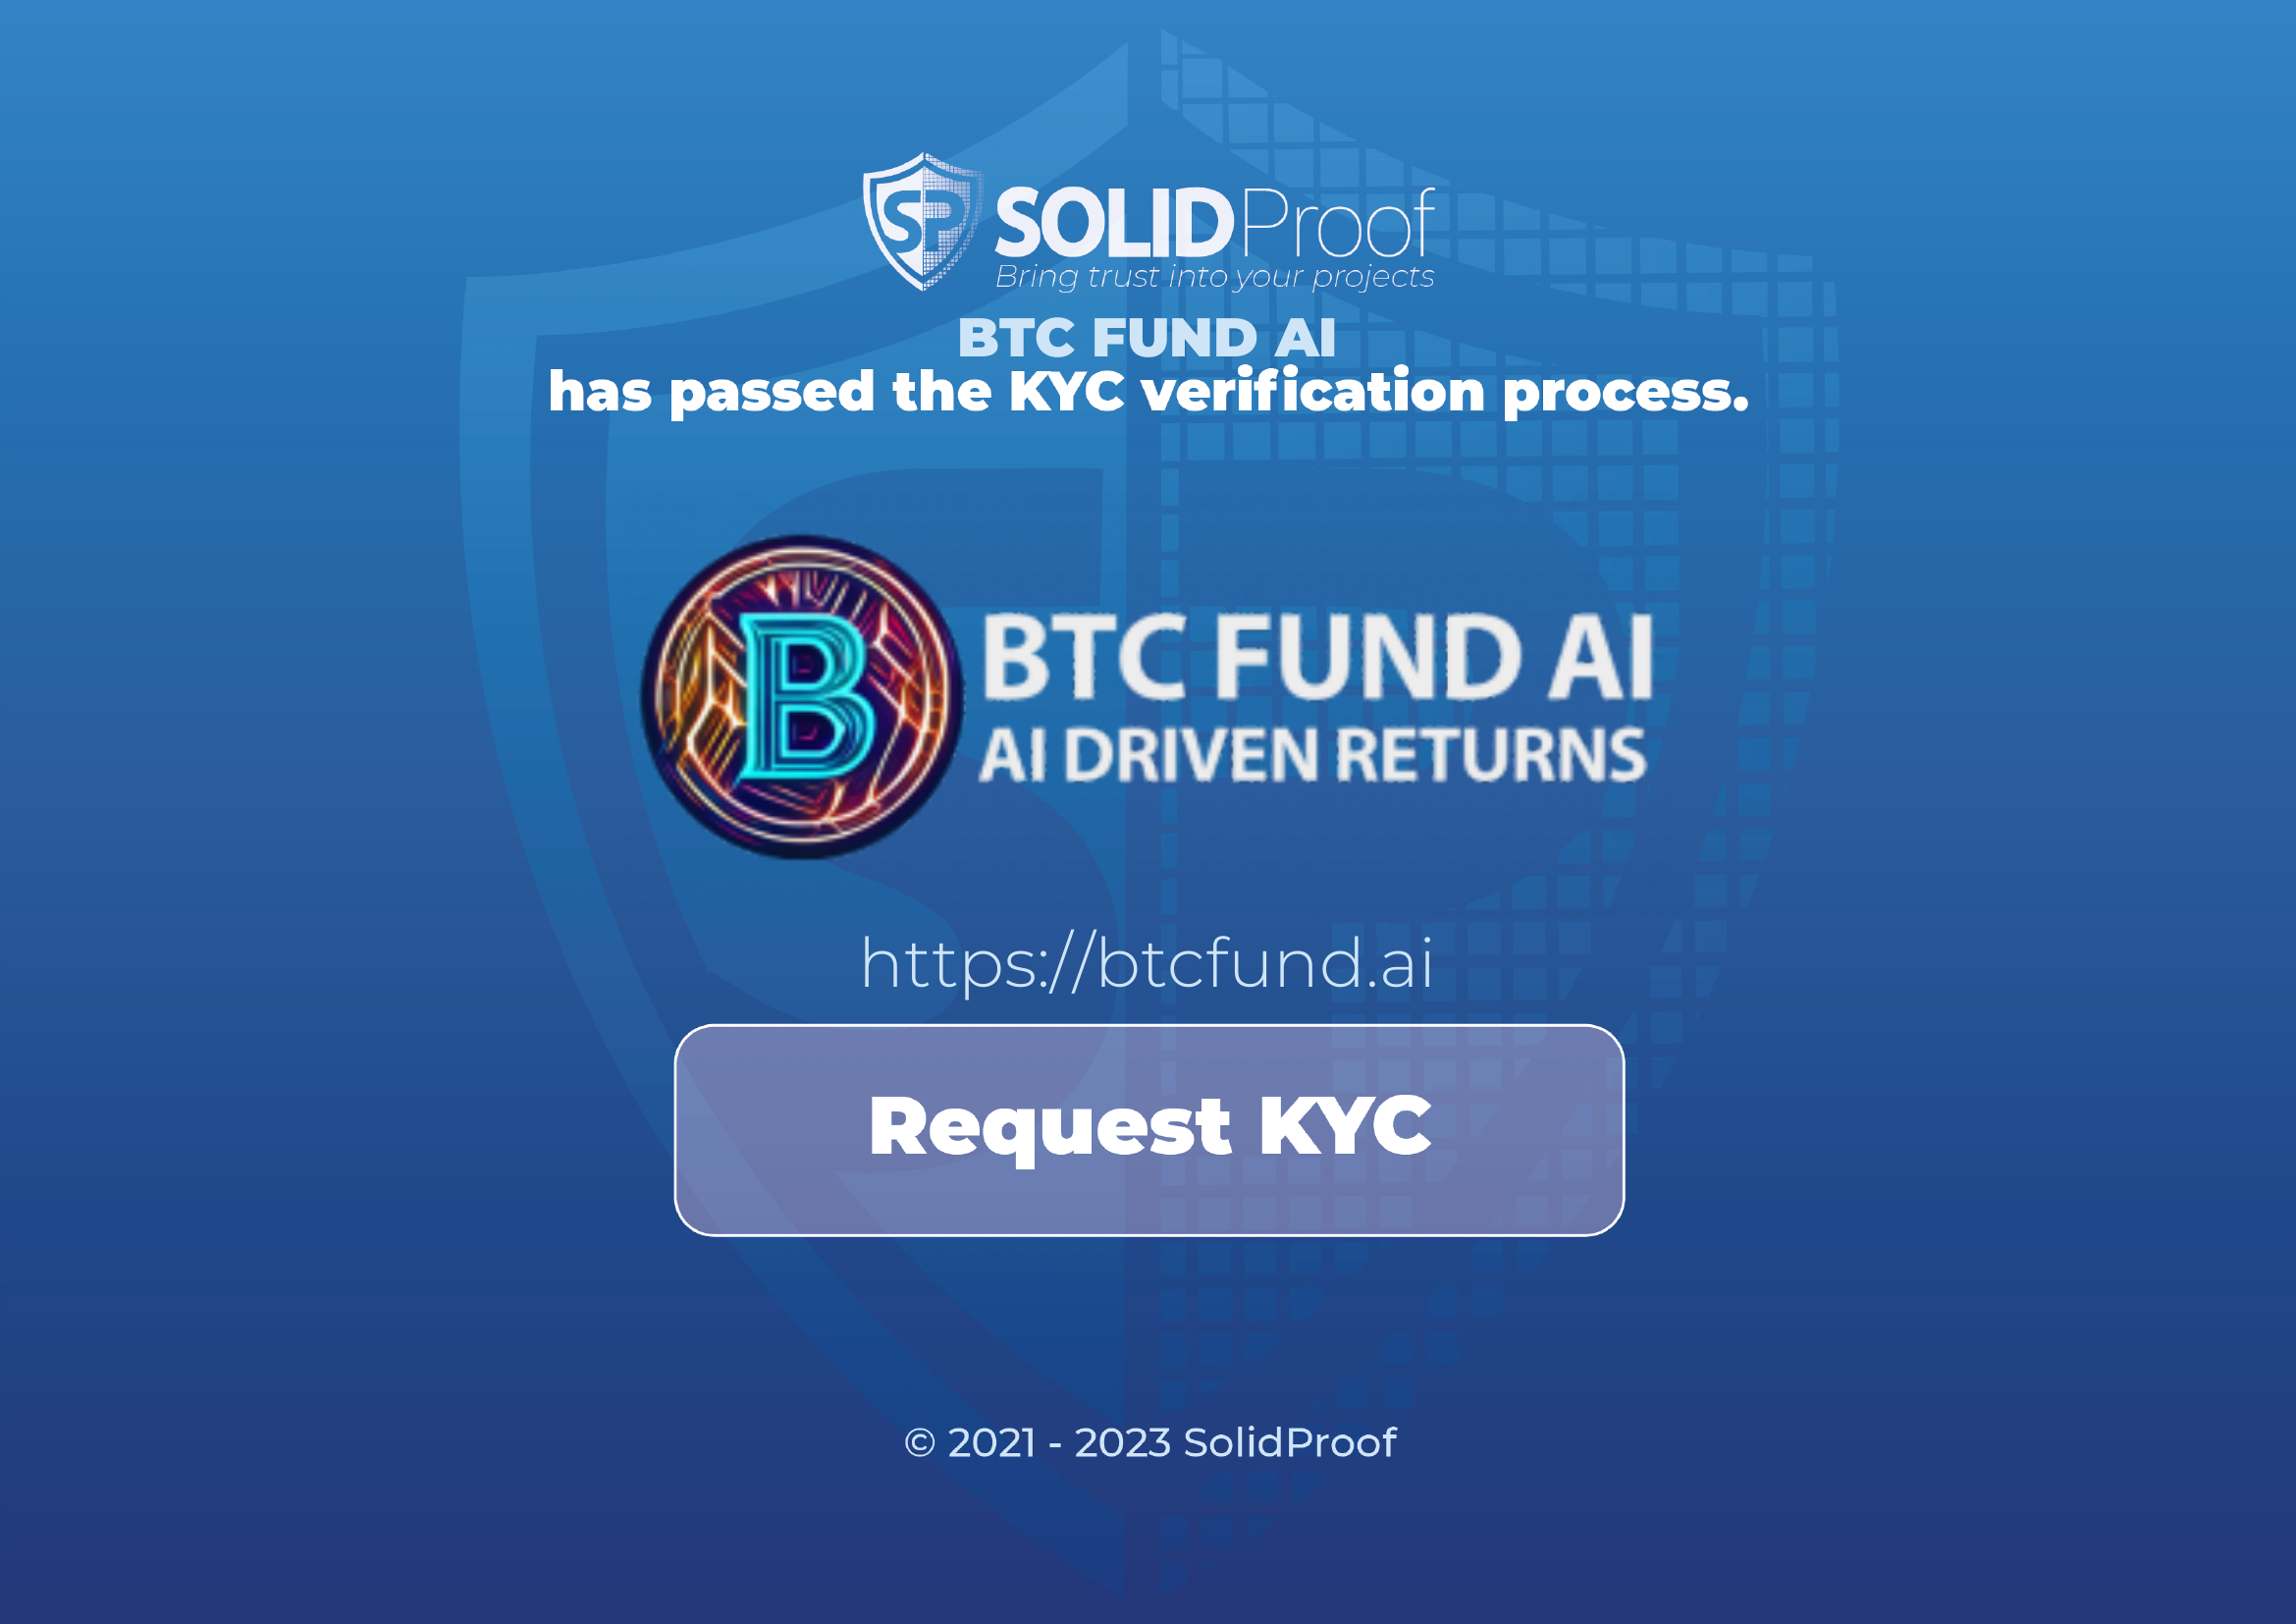 SP SOLIDProof
Bring trust into your projects
BTC FUND AI
has passed the KYC verification process.
B
BTC FUND AI
AI DRIVEN RETURNS
https://btcfund.ai
Request KYC
© 2021 - 2023 SolidProof